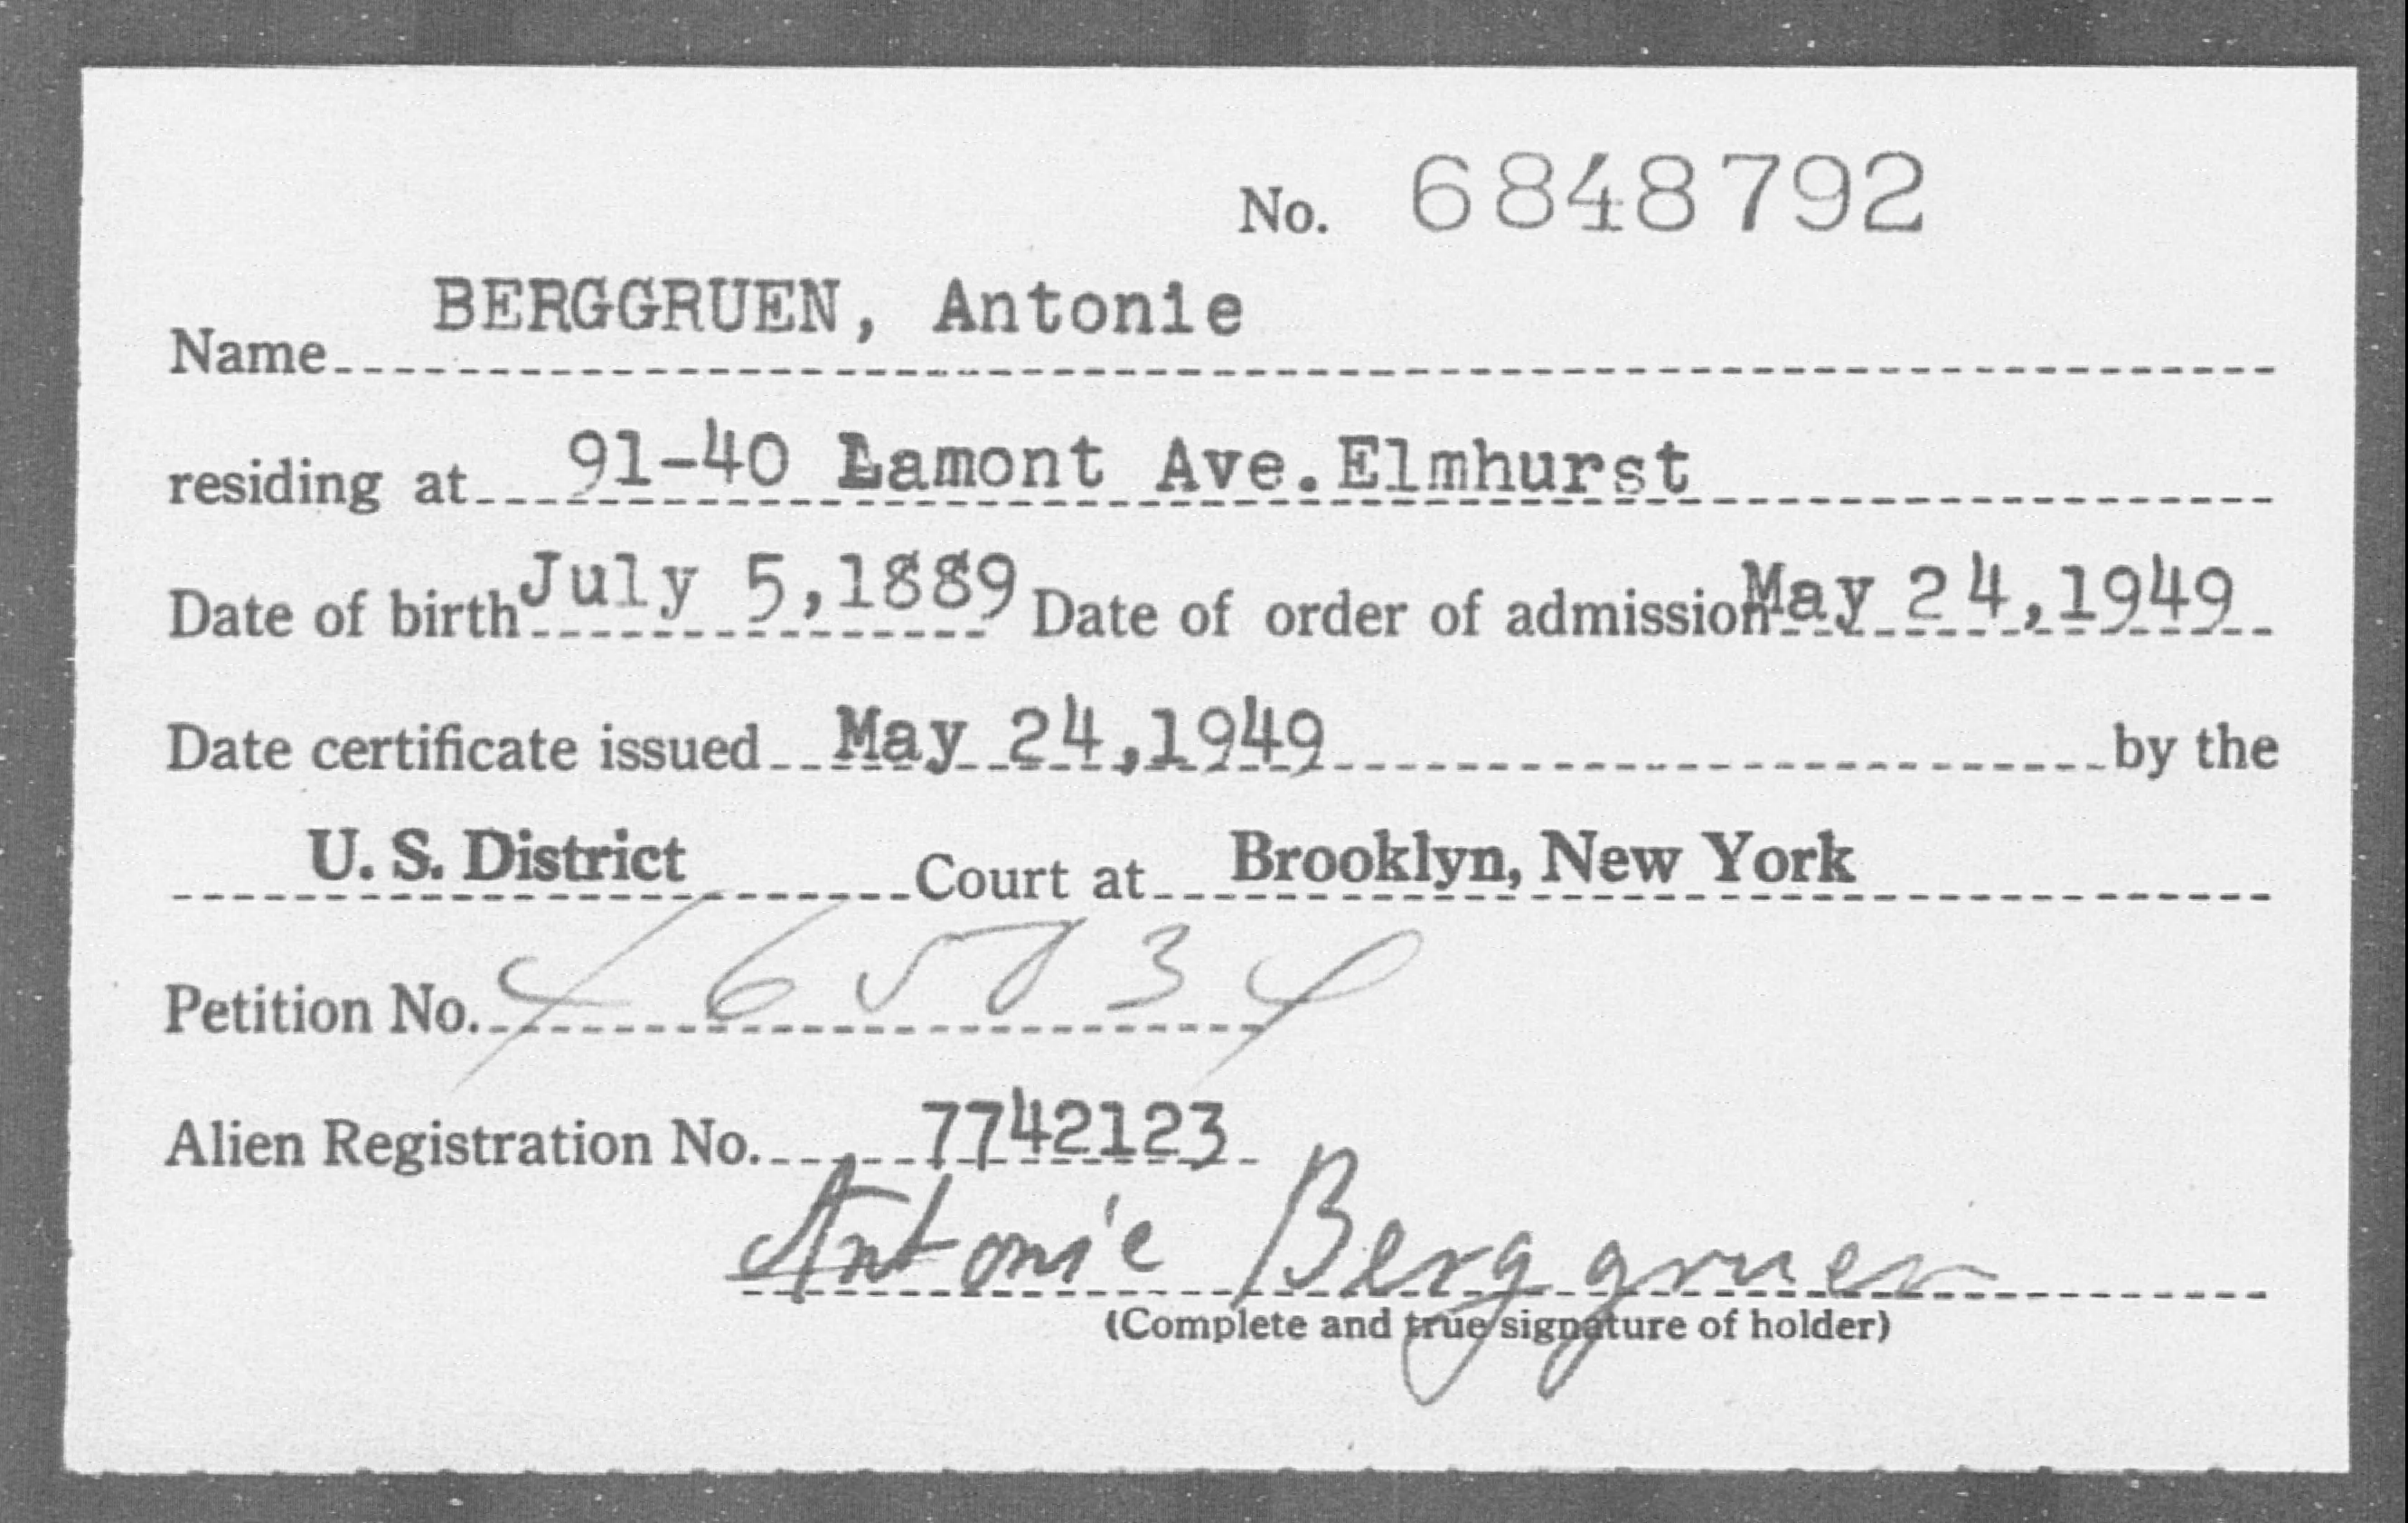 No. 6848792
Name BERGGRUEN, Antonie
residing at 91-40 Lamont Ave. Elmhurst
Date of birth July 5, 1889 Date of order of admission May 24, 1949
Date certificate issued May 24, 1949 by the
U. S. District Court at Brooklyn, New York
Petition No.
Alien Registration No. 7742123
Antonie Berggruen
(Complete and true signature of holder)